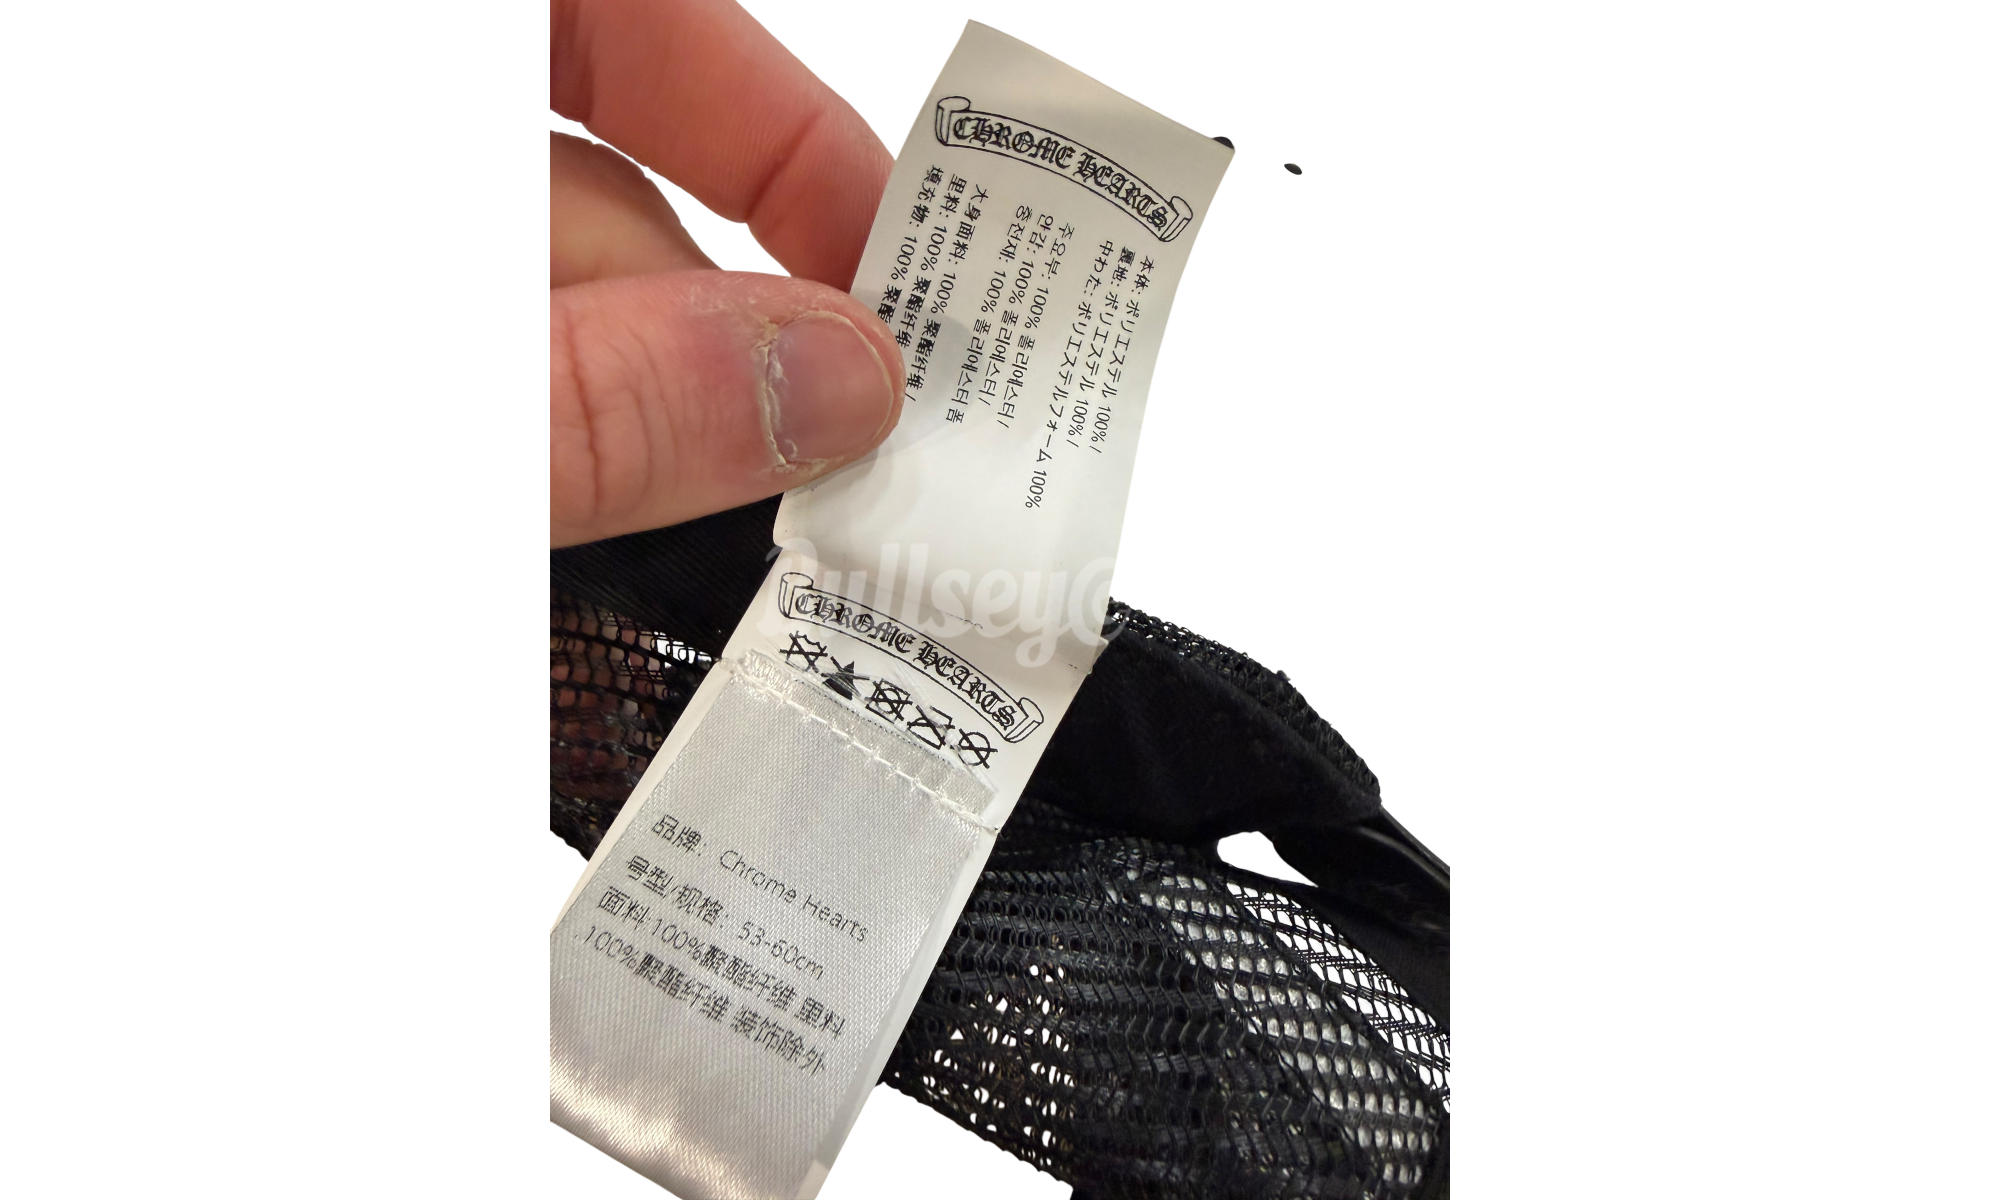 CHROME HEARTS
本体: ポリエステル 100% /
裏地: ポリエステル 100% /
中わた: ポリエステルフォーム 100%
주요부: 100% 폴리에스터 /
안감: 100% 폴리에스터 /
충전재: 100% 폴리에스터 폼
大身面料: 100% 聚酯纤维 /
里料: 100% 聚酯纤维
填充物: 100% 聚酯
Bullseye
CHROME HEARTS
品牌: Chrome Hearts
号型/规格: 53-60cm
面料:100%聚酯纤维 里料
:100%聚酯纤维 装饰除外